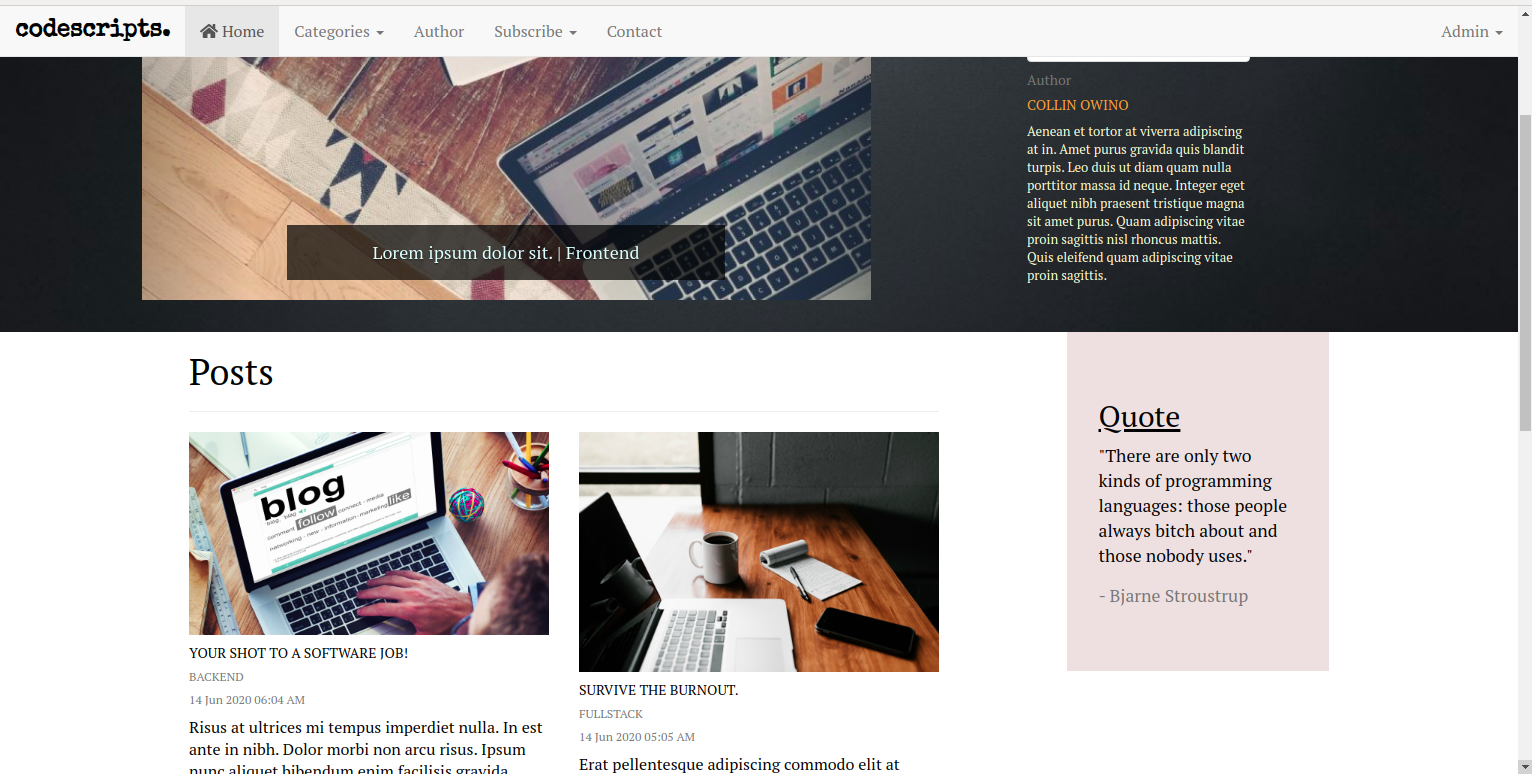 codescripts.
Home
Categories
Author
Subscribe
Contact
Admin
Lorem ipsum dolor sit. | Frontend
Author
COLLIN OWINO
Aenean et tortor at viverra adipiscing
at in. Amet purus gravida quis blandit
turpis. Leo duis ut diam quam nulla
porttitor massa id neque. Integer eget
aliquet nibh praesent tristique magna
sit amet purus. Quam adipiscing vitae
proin sagittis nisl rhoncus mattis.
Quis eleifend quam adipiscing vitae
proin sagittis.
Posts
blog
follow
connect - media
like
YOUR SHOT TO A SOFTWARE JOB!
BACKEND
14 Jun 2020 06:04 AM
Risus at ultrices mi tempus imperdiet nulla. In est
ante in nibh. Dolor morbi non arcu risus. Ipsum
nunc aliquet bibendum enim facilisis gravida
SURVIVE THE BURNOUT.
FULLSTACK
14 Jun 2020 05:05 AM
Erat pellentesque adipiscing commodo elit at
Quote
"There are only two
kinds of programming
languages: those people
always bitch about and
those nobody uses."
- Bjarne Stroustrup